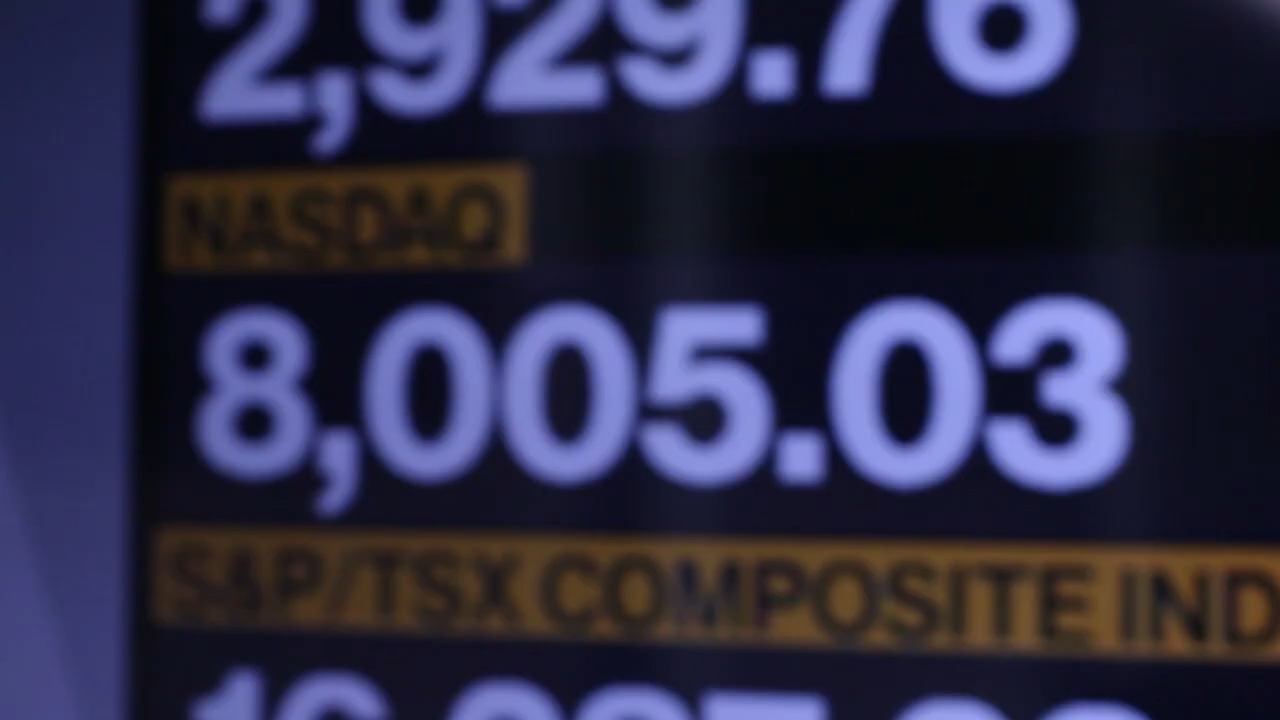 2,929.76
NASDAQ
8,005.03
S&P/TSX COMPOSITE IND